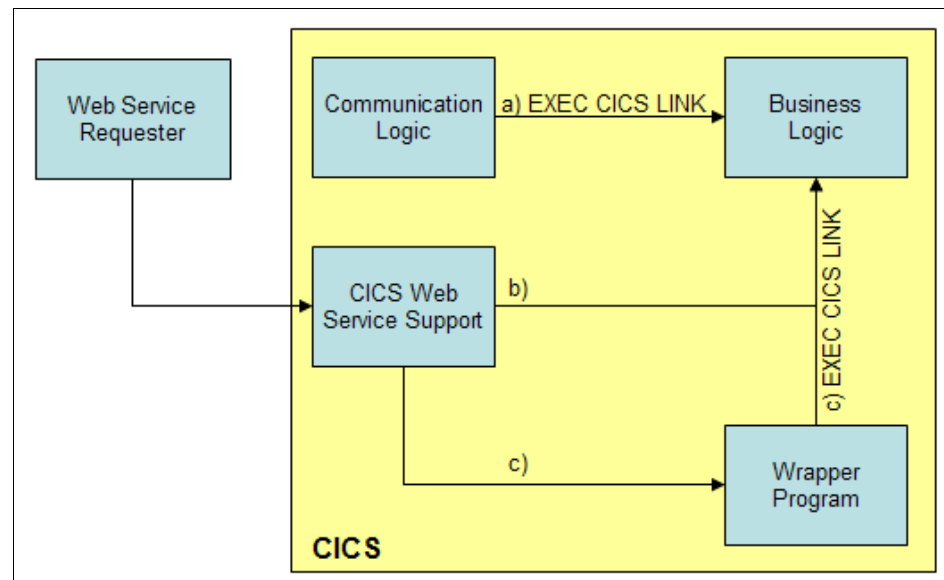 Web Service
Requester
Communication
Logic
a) EXEC CICS LINK
Business
Logic
CICS Web
Service Support
b)
c) EXEC CICS LINK
c)
Wrapper
Program
CICS